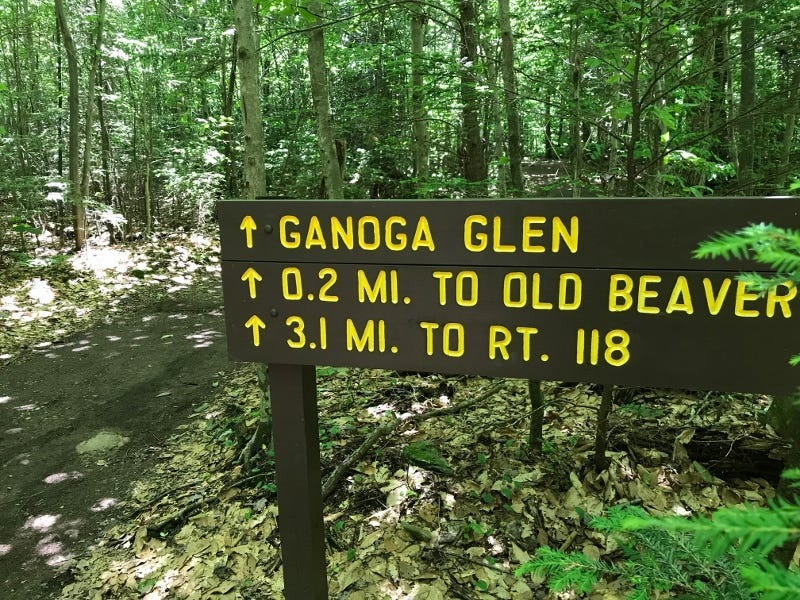 ↑ GANOGA GLEN
↑ 0.2 MI. TO OLD BEAVER
↑ 3.1 MI. TO RT. 118